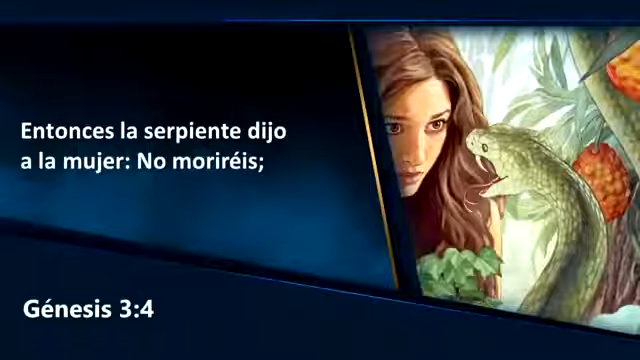 Entonces la serpiente dijo
a la mujer: No moriréis;
Génesis 3:4